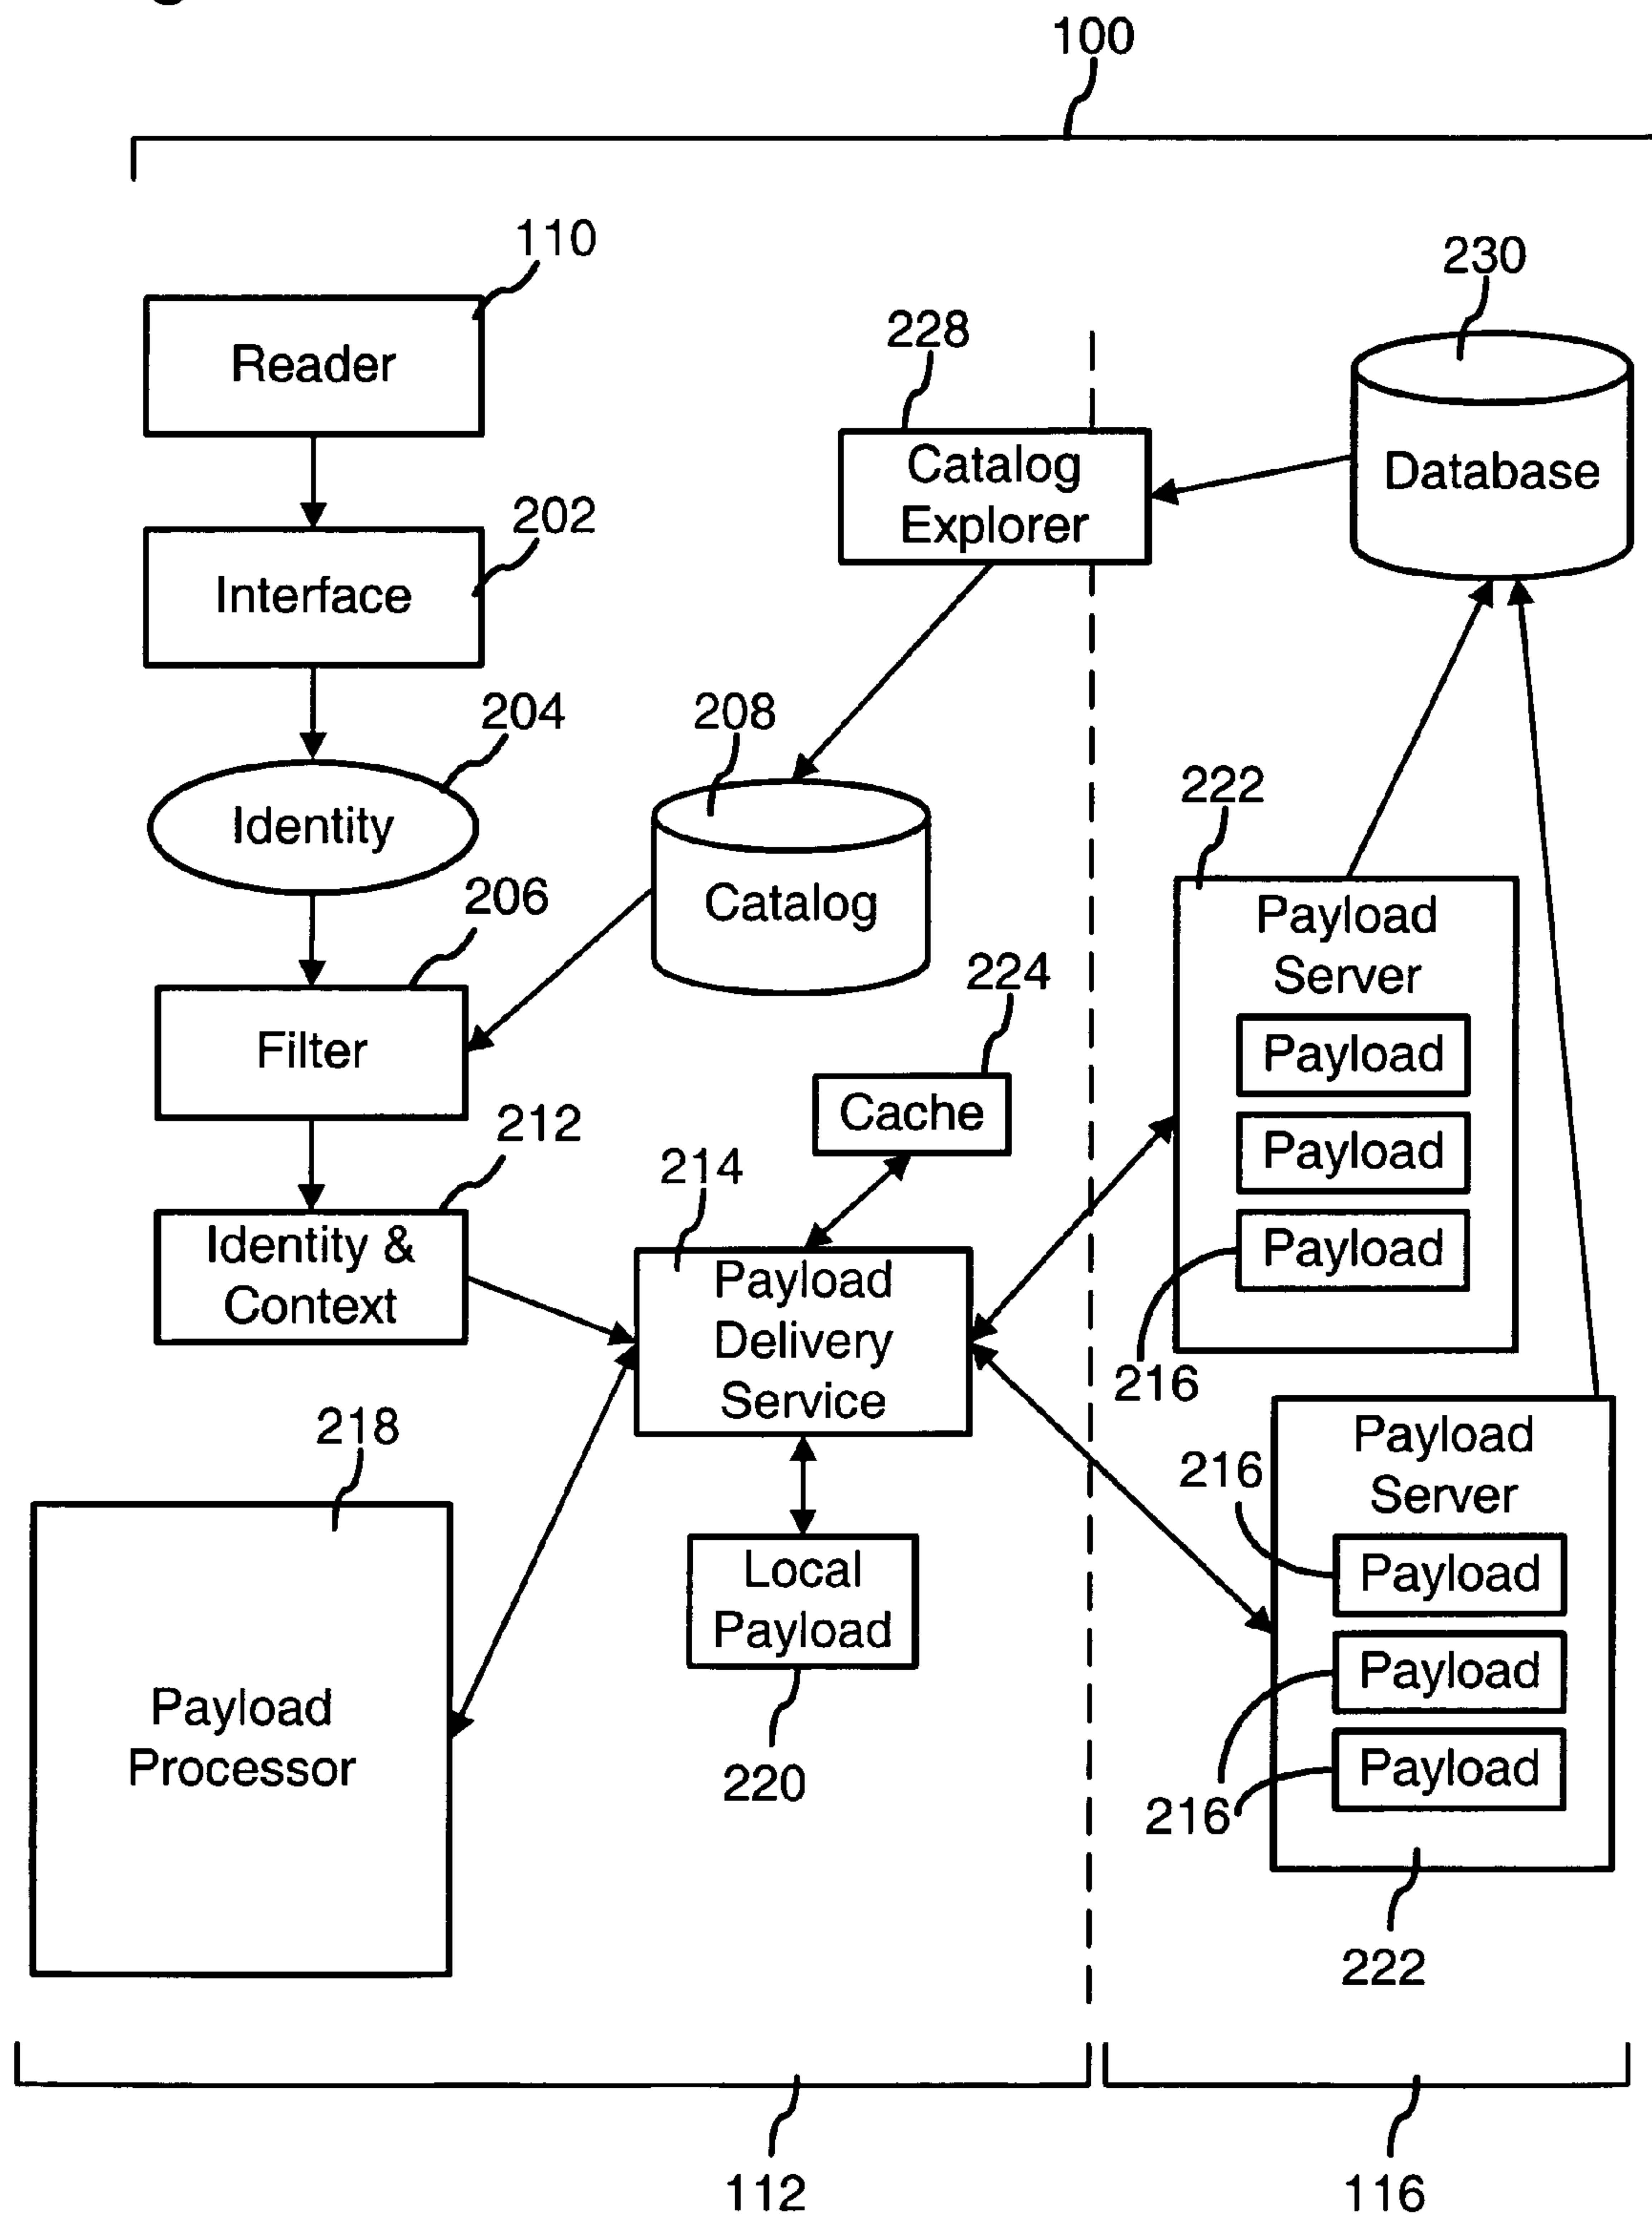 100
110
230
Reader
228
Catalog
Explorer
Database
202
Interface
204
208
222
Identity
206
Catalog
Payload
Server
224
Filter
Payload
Cache
212
Payload
214
Identity &
Context
Payload
Payload
Delivery
Service
216
218
Payload
Server
216
Local
Payload
Payload
Payload
Payload
Processor
Payload
220
216
222
112
116